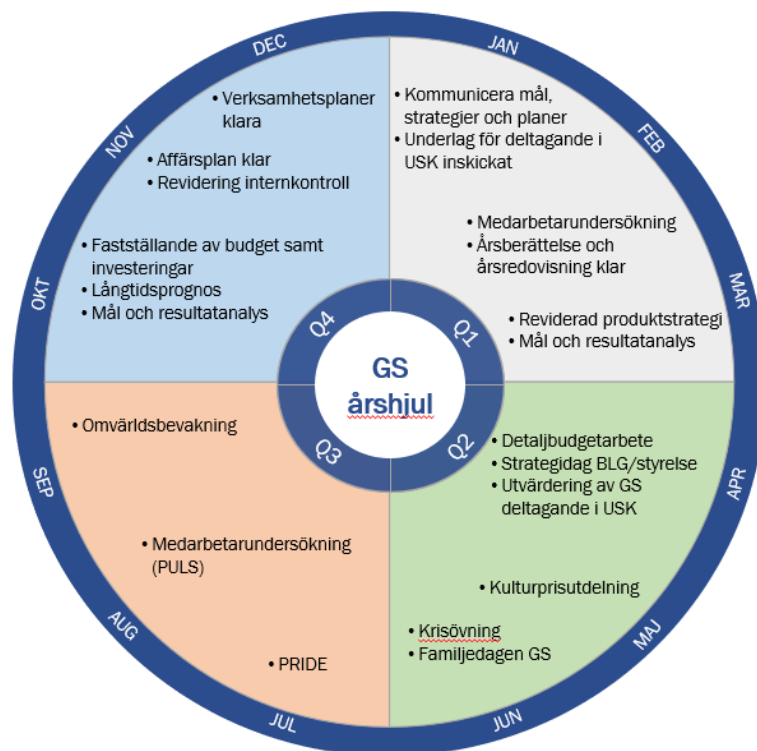 DEC
JAN
NOV
FEB
OKT
MAR
SEP
APR
AUG
MAJ
JUL
JUN
• Verksamhetsplaner
klara
• Affärsplan klar
• Revidering internkontroll
• Fastställande av budget samt
investeringar
• Långtidsprognos
• Mål och resultatanalys
• Kommunicera mål,
strategier och planer
• Underlag för deltagande i
USK inskickat
• Medarbetarundersökning
• Årsberättelse och
årsredovisning klar
• Reviderad produktstrategi
• Mål och resultatanalys
Q4
Q1
GS
årshjul
Q3
Q2
• Omvärldsbevakning
• Medarbetarundersökning
(PULS)
• PRIDE
• Detaljbudgetarbete
• Strategidag BLG/styrelse
• Utvärdering av GS
deltagande i USK
• Kulturprisutdelning
• Krisövning
• Familjedagen GS